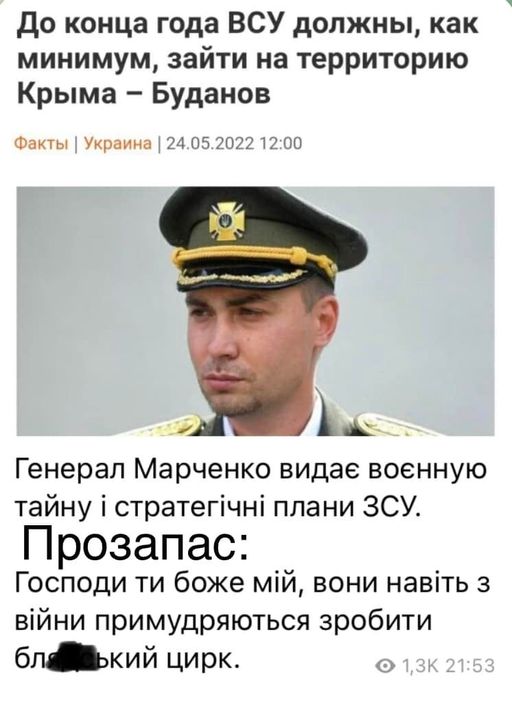 До конца года ВСУ должны, как
минимум, зайти на территорию
Крыма – Буданов
Факты | Украина | 24.05.2022 12:00
Генерал Марченко видає воєнную
тайну і стратегічні плани ЗСУ.
Прозапас:
Господи ти боже мій, вони навіть з
війни примудряються зробити
бл ький цирк.
1,3K 21:53